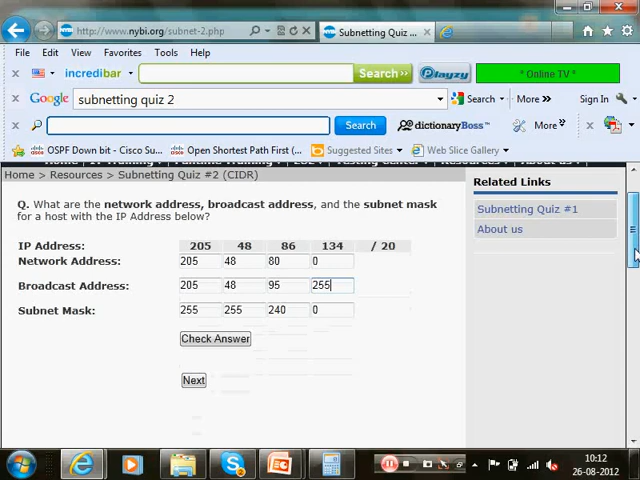 http://www.nybi.org/subnet-2.php
Subnetting Quiz ...
File Edit View Favorites Tools Help
x incredibar Search>> Playzy * Online TV *
x Google subnetting quiz 2 Search More>> Sign In
x Search dictionaryBoss More>> x
OSPF Down bit - Cisco Su... Open Shortest Path First (... Suggested Sites Web Slice Gallery
Home > Resources > Subnetting Quiz #2 (CIDR)
Related Links
Q. What are the network address, broadcast address, and the subnet mask
for a host with the IP Address below?
Subnetting Quiz #1
About us
IP Address: 205 48 86 134 / 20
Network Address: 205 48 80 0
Broadcast Address: 205 48 95 255
Subnet Mask: 255 255 240 0
Check Answer
Next
10:12
26-08-2012